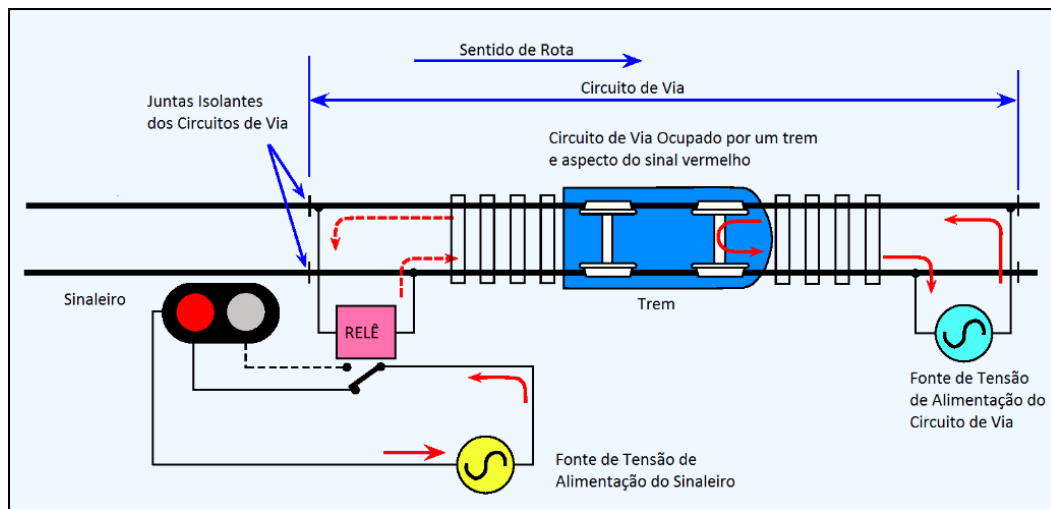 Sentido de Rota
Circuito de Via
Juntas Isolantes
dos Circuitos de Via
Circuito de Via Ocupado por um trem
e aspecto do sinal vermelho
Sinaleiro
Trem
RELÊ
Fonte de Tensão
de Alimentação do
Circuito de Via
Fonte de Tensão de
Alimentação do Sinaleiro